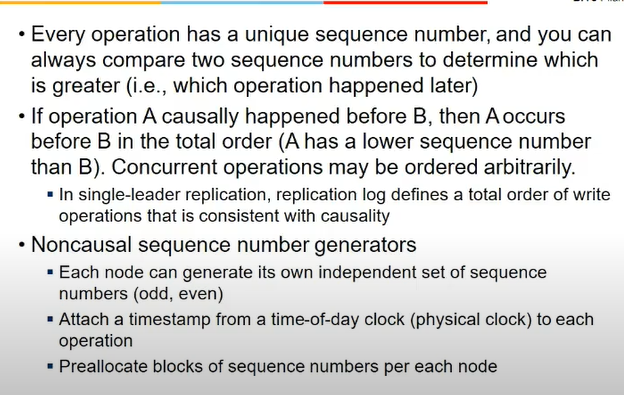 • Every operation has a unique sequence number, and you can
always compare two sequence numbers to determine which
is greater (i.e., which operation happened later)
• If operation A causally happened before B, then A occurs
before B in the total order (A has a lower sequence number
than B). Concurrent operations may be ordered arbitrarily.
▪ In single-leader replication, replication log defines a total order of write
operations that is consistent with causality
• Noncausal sequence number generators
▪ Each node can generate its own independent set of sequence
numbers (odd, even)
▪ Attach a timestamp from a time-of-day clock (physical clock) to each
operation
▪ Preallocate blocks of sequence numbers per each node